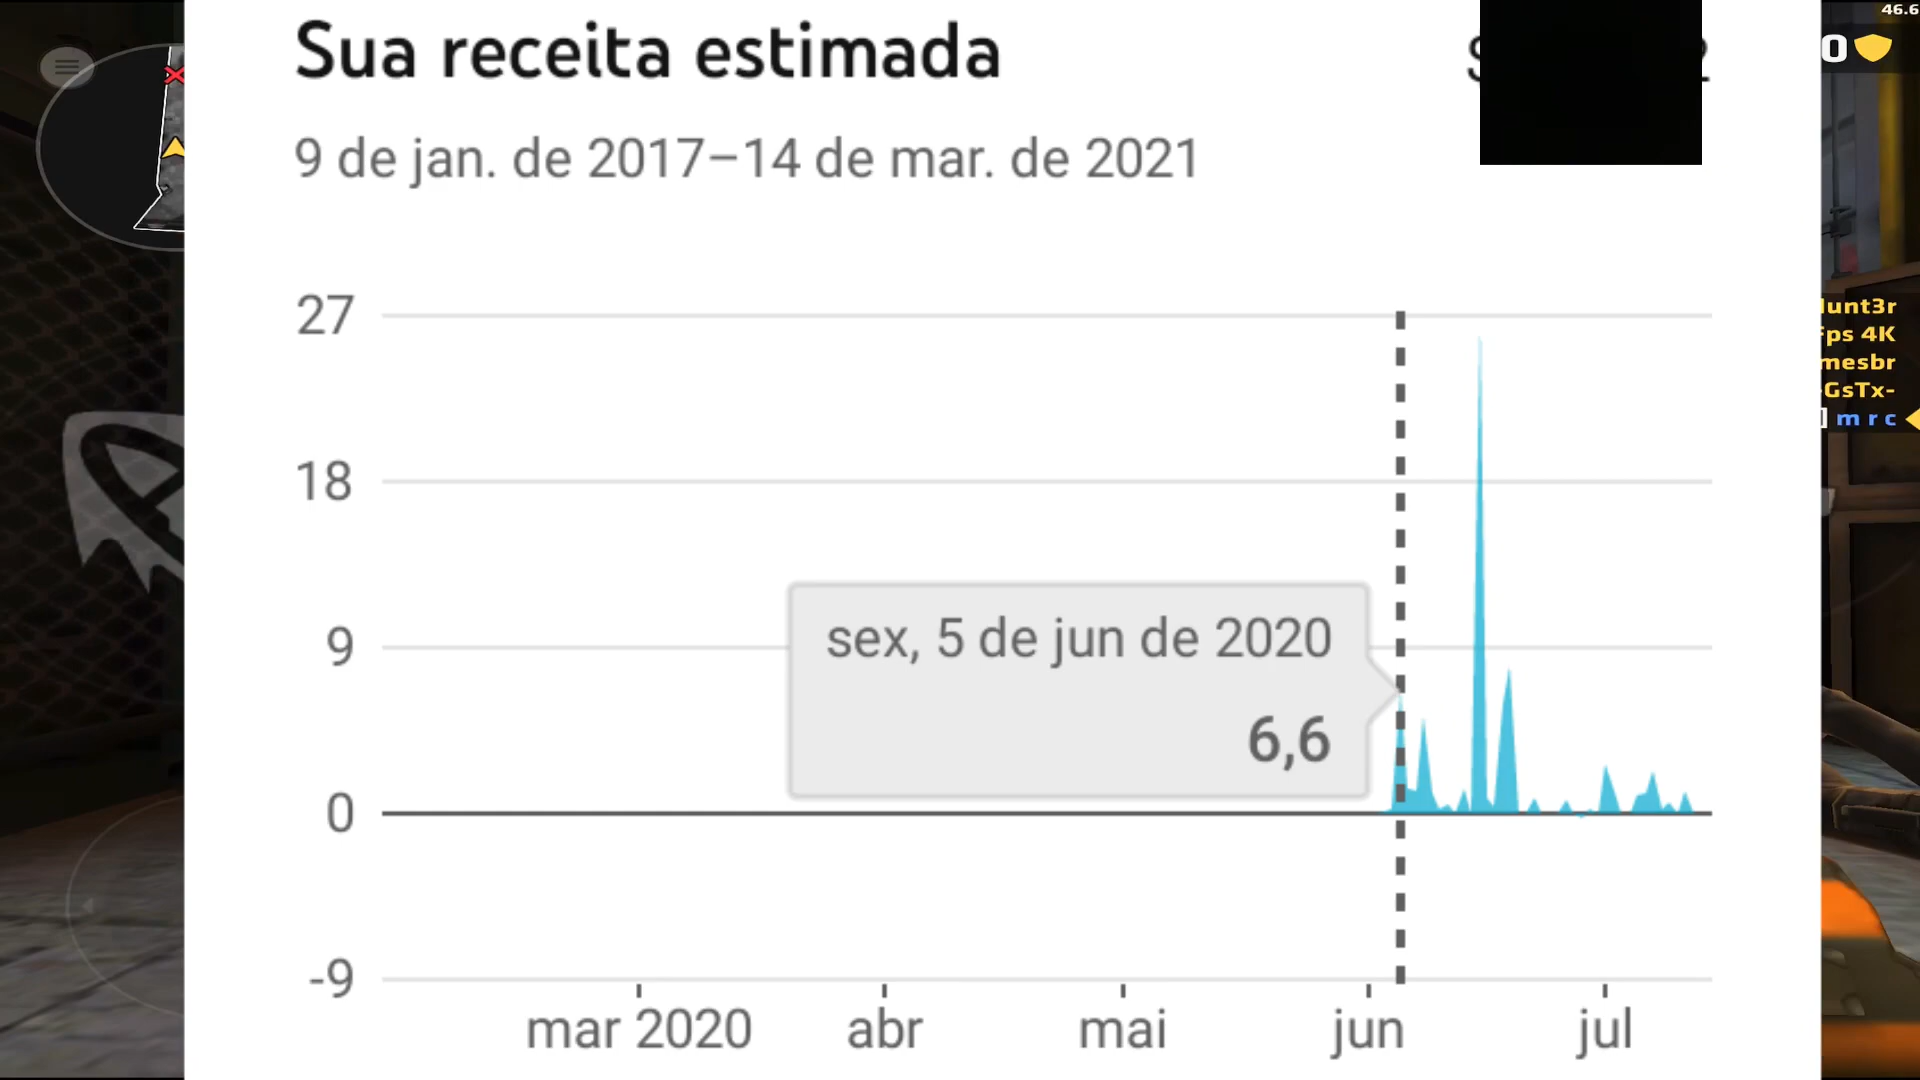 Sua receita estimada
9 de jan. de 2017–14 de mar. de 2021
27
18
9
0
-9
sex, 5 de jun de 2020
6,6
mar 2020 abr mai jun jul
46.6
0
unt3r
ps 4K
mesbr
GsTx-
] m r c